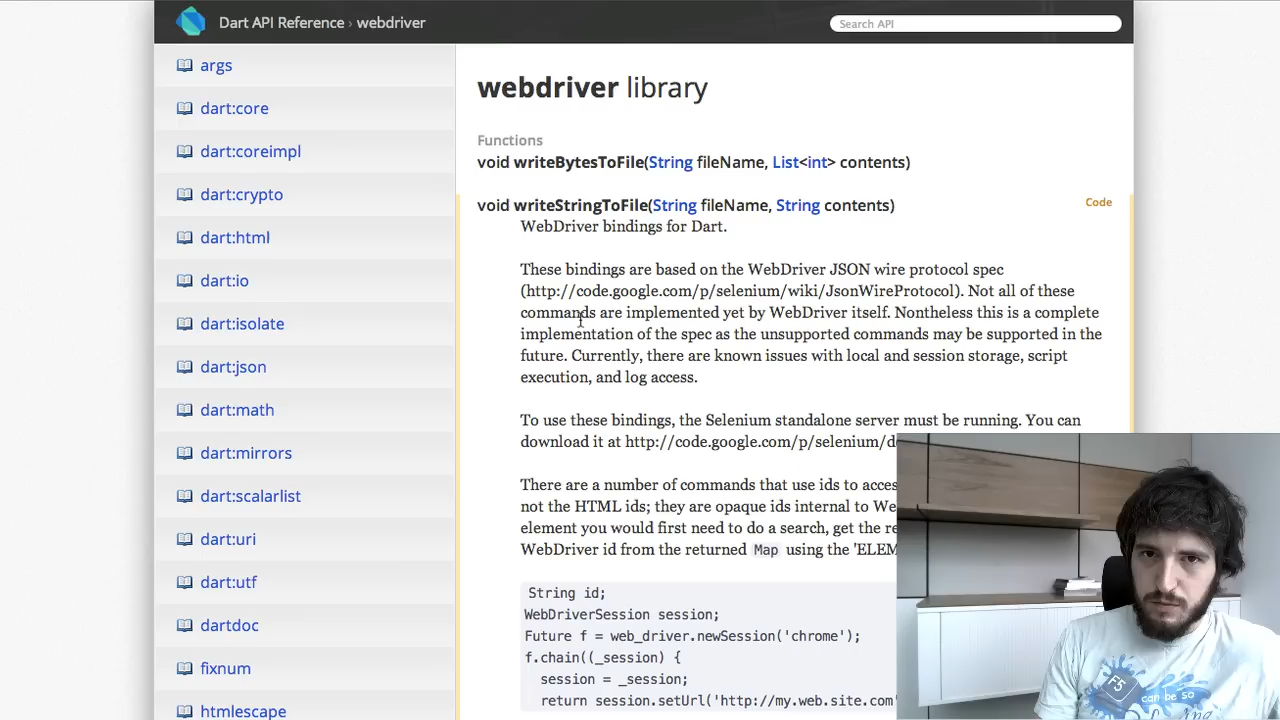 Dart API Reference › webdriver
Search API
args
dart:core
dart:coreimpl
dart:crypto
dart:html
dart:io
dart:isolate
dart:json
dart:math
dart:mirrors
dart:scalarlist
dart:uri
dart:utf
dartdoc
fixnum
htmlescape
webdriver library
Functions
void writeBytesToFile(String fileName, List<int> contents)
void writeStringToFile(String fileName, String contents)
Code
WebDriver bindings for Dart.
These bindings are based on the WebDriver JSON wire protocol spec
(http://code.google.com/p/selenium/wiki/JsonWireProtocol). Not all of these
commands are implemented yet by WebDriver itself. Nontheless this is a complete
implementation of the spec as the unsupported commands may be supported in the
future. Currently, there are known issues with local and session storage, script
execution, and log access.
To use these bindings, the Selenium standalone server must be running. You can
download it at http://code.google.com/p/selenium/d
There are a number of commands that use ids to acces
not the HTML ids; they are opaque ids internal to We
element you would first need to do a search, get the re
WebDriver id from the returned Map using the 'ELEM
String id;
WebDriverSession session;
Future f = web_driver.newSession('chrome');
f.chain((_session) {
session = _session;
return session.setUrl('http://my.web.site.com'
F5
can be so